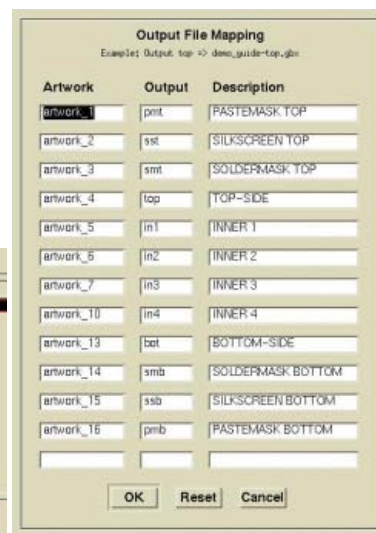 Output File Mapping
Example: Output top => demo_guide-top.gbx
Artwork Output Description
artwork_1 pmt PASTEMASK TOP
artwork_2 sst SILKSCREEN TOP
artwork_3 smt SOLDERMASK TOP
artwork_4 top TOP-SIDE
artwork_5 in1 INNER 1
artwork_6 in2 INNER 2
artwork_7 in3 INNER 3
artwork_10 in4 INNER 4
artwork_13 bot BOTTOM-SIDE
artwork_14 smb SOLDERMASK BOTTOM
artwork_15 ssb SILKSCREEN BOTTOM
artwork_16 pmb PASTEMASK BOTTOM
OK Reset Cancel